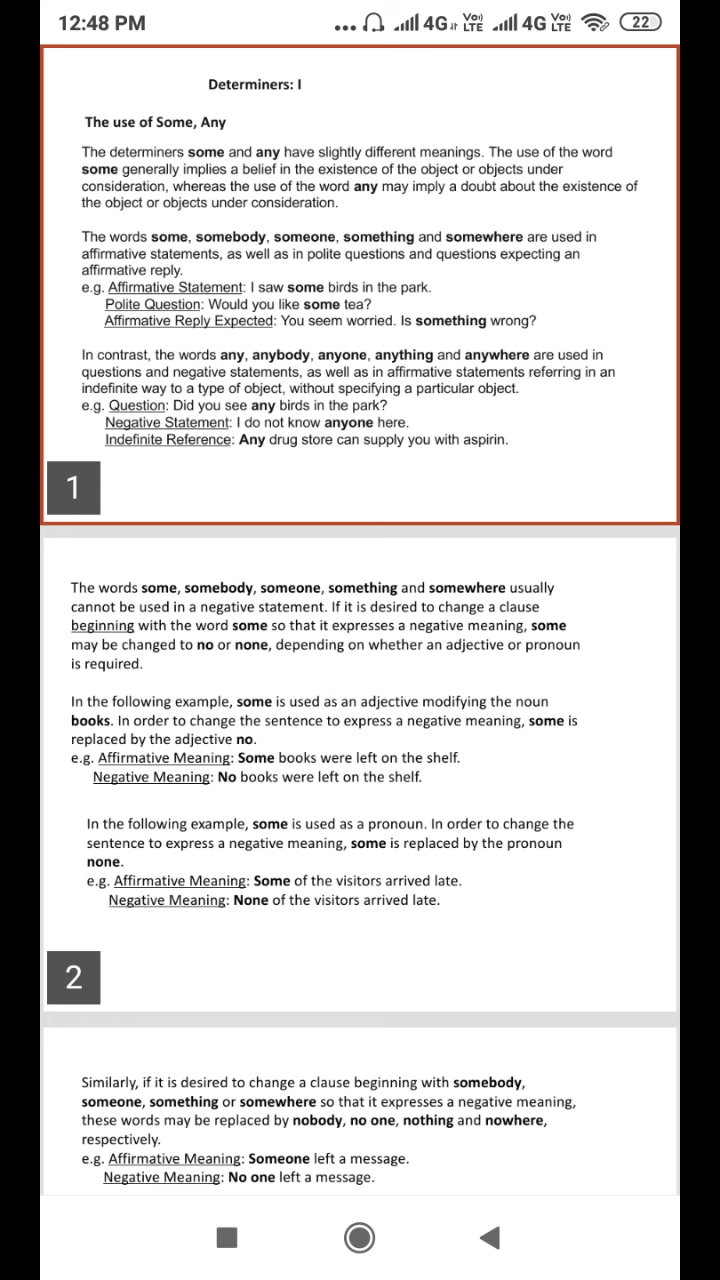 12:48 PM
4G Vo) LTE 4G Vo) LTE 22
Determiners: I
The use of Some, Any
The determiners some and any have slightly different meanings. The use of the word
some generally implies a belief in the existence of the object or objects under
consideration, whereas the use of the word any may imply a doubt about the existence of
the object or objects under consideration.
The words some, somebody, someone, something and somewhere are used in
affirmative statements, as well as in polite questions and questions expecting an
affirmative reply.
e.g. Affirmative Statement: I saw some birds in the park.
Polite Question: Would you like some tea?
Affirmative Reply Expected: You seem worried. Is something wrong?
In contrast, the words any, anybody, anyone, anything and anywhere are used in
questions and negative statements, as well as in affirmative statements referring in an
indefinite way to a type of object, without specifying a particular object.
e.g. Question: Did you see any birds in the park?
Negative Statement: I do not know anyone here.
Indefinite Reference: Any drug store can supply you with aspirin.
1
The words some, somebody, someone, something and somewhere usually
cannot be used in a negative statement. If it is desired to change a clause
beginning with the word some so that it expresses a negative meaning, some
may be changed to no or none, depending on whether an adjective or pronoun
is required.
In the following example, some is used as an adjective modifying the noun
books. In order to change the sentence to express a negative meaning, some is
replaced by the adjective no.
e.g. Affirmative Meaning: Some books were left on the shelf.
Negative Meaning: No books were left on the shelf.
In the following example, some is used as a pronoun. In order to change the
sentence to express a negative meaning, some is replaced by the pronoun
none.
e.g. Affirmative Meaning: Some of the visitors arrived late.
Negative Meaning: None of the visitors arrived late.
2
Similarly, if it is desired to change a clause beginning with somebody,
someone, something or somewhere so that it expresses a negative meaning,
these words may be replaced by nobody, no one, nothing and nowhere,
respectively.
e.g. Affirmative Meaning: Someone left a message.
Negative Meaning: No one left a message.